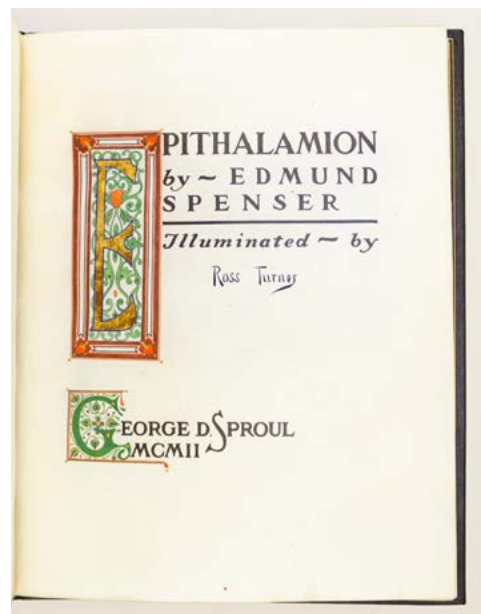 EPITHALAMION
by ~ EDMUND
SPENSER
Illuminated ~ by
Ross Turner
GEORGE D. SPROUL
MCMII